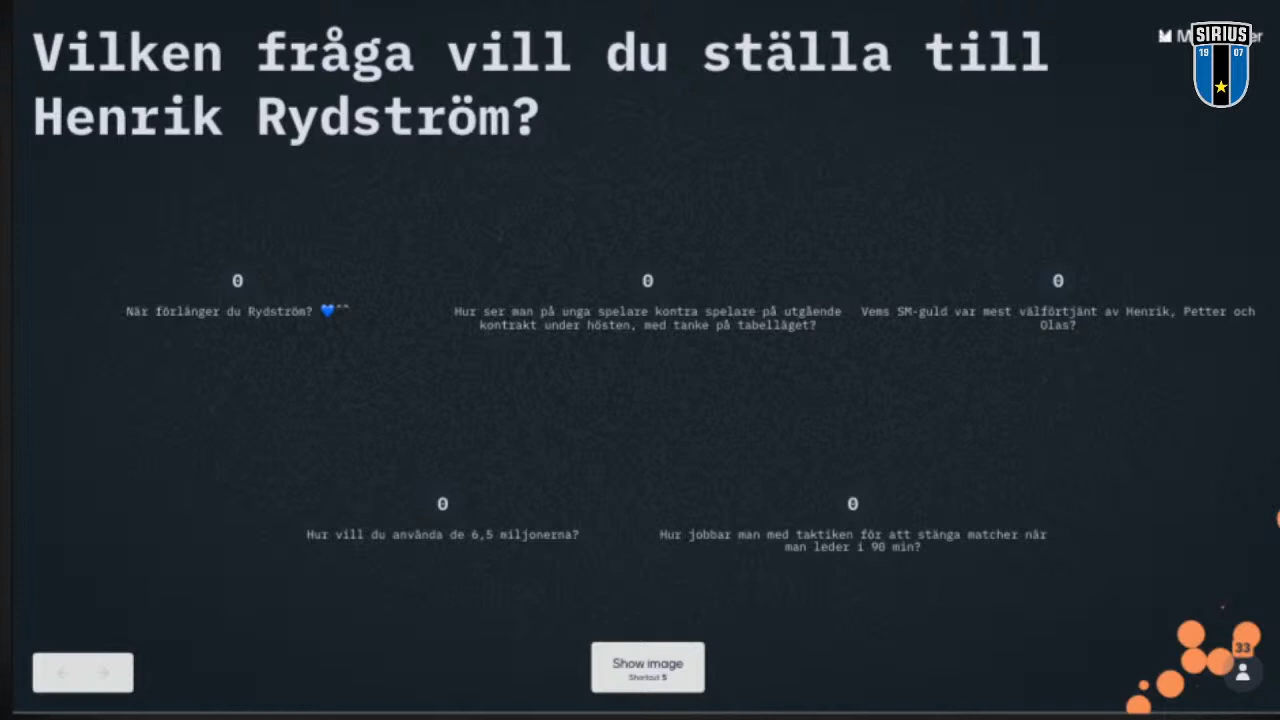 Vilken fråga vill du ställa till
Henrik Rydström?
SIRIUS
19 07
0
När förlänger du Rydström? 💙^^
0
Hur ser man på unga spelare kontra spelare på utgående
kontrakt under hösten, med tanke på tabelläget?
0
Vems SM-guld var mest välförtjänt av Henrik, Petter och
Olas?
0
Hur vill du använda de 6,5 miljonerna?
0
Hur jobbar man med taktiken för att stänga matcher når
man leder i 90 min?
Show image
Shortcut S
33